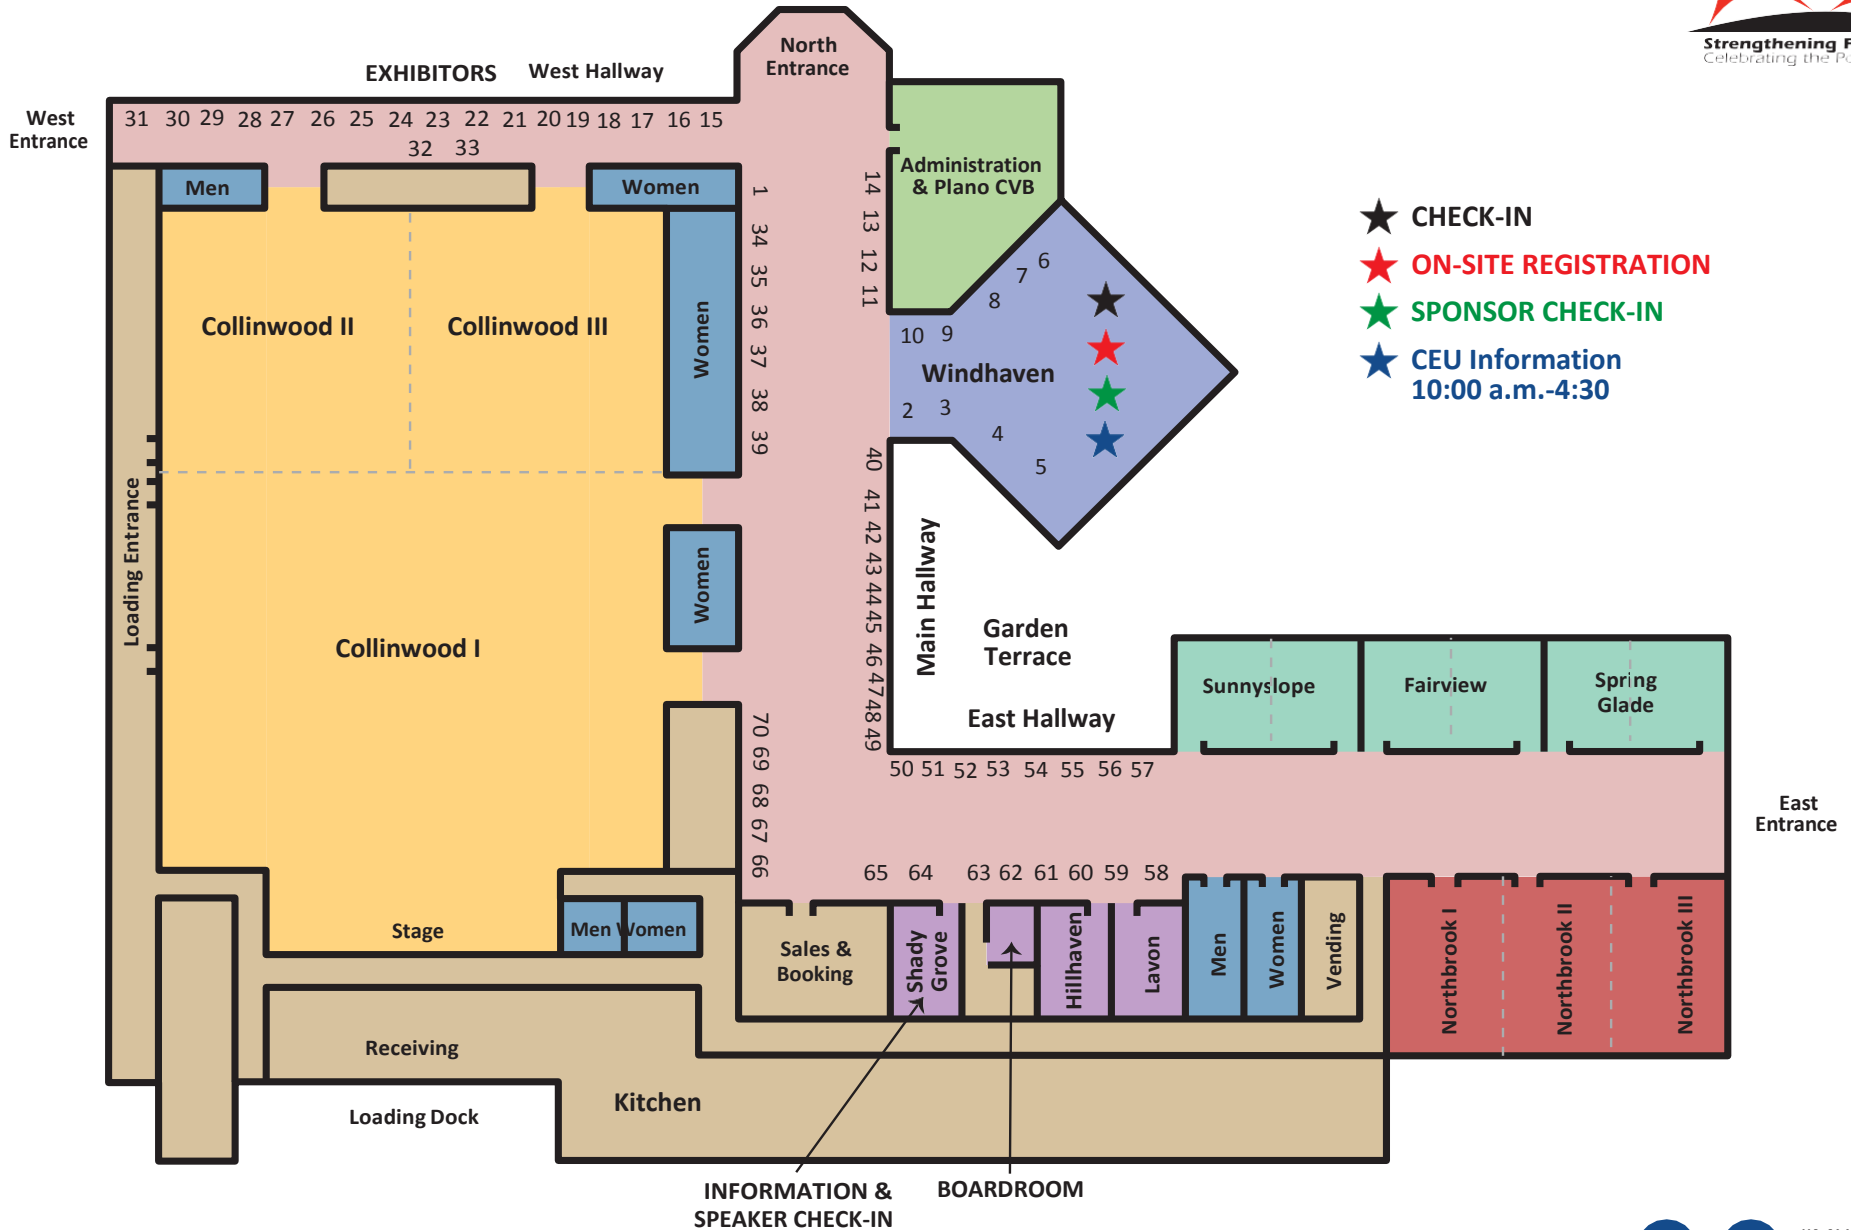 Strengthening F
Celebrating the Po
North
Entrance
EXHIBITORS West Hallway
West
Entrance
31 30 29 28 27 26 25 24 23 22 21 20 19 18 17 16 15
32 33
Men
Women
Administration
& Plano CVB
1
34
35
36
37
38
39
14
13
12
11
Women
Collinwood II
Collinwood III
6
7
8
9
10
Windhaven
2
3
4
5
CHECK-IN
ON-SITE REGISTRATION
SPONSOR CHECK-IN
CEU Information
10:00 a.m.-4:30
Loading Entrance
Women
Collinwood I
40
41
42
43
44
45
46
47
48
49
Main Hallway
Garden
Terrace
East Hallway
Sunnyslope
Fairview
Spring
Glade
70
69
68
67
66
50 51 52 53 54 55 56 57
East
Entrance
65 64 63 62 61 60 59 58
Stage
Men Women
Sales &
Booking
Shady
Grove
Hillhaven
Lavon
Men
Women
Vending
Northbrook I
Northbrook II
Northbrook III
Receiving
Kitchen
Loading Dock
INFORMATION &
SPEAKER CHECK-IN
BOARDROOM